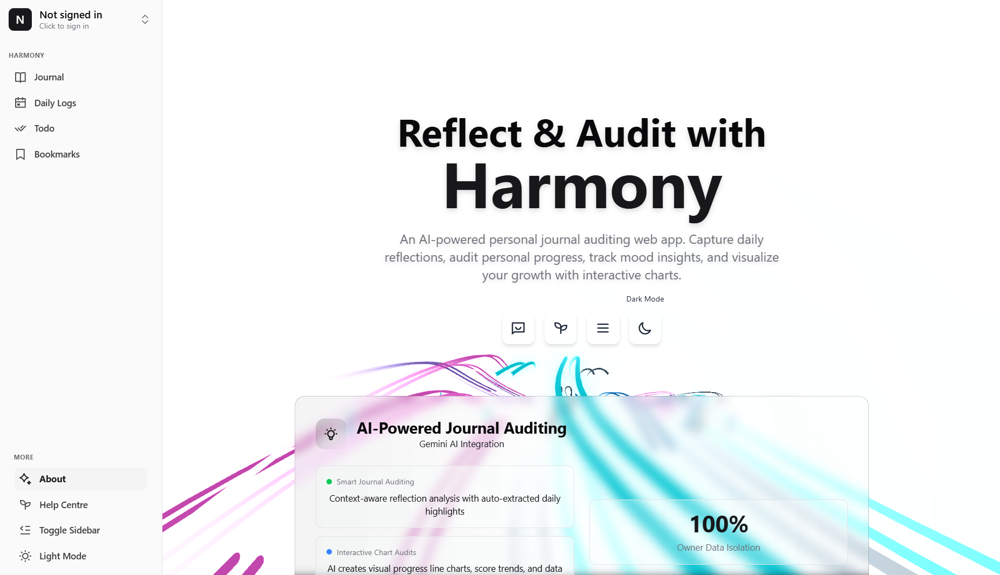 N
Not signed in
Click to sign in
HARMONY
Journal
Daily Logs
Todo
Bookmarks
MORE
About
Help Centre
Toggle Sidebar
Light Mode
Reflect & Audit with
Harmony
An AI-powered personal journal auditing web app. Capture daily
reflections, audit personal progress, track mood insights, and visualize
your growth with interactive charts.
Dark Mode
AI-Powered Journal Auditing
Gemini AI Integration
Smart Journal Auditing
Context-aware reflection analysis with auto-extracted daily
highlights
Interactive Chart Audits
AI creates visual progress line charts, score trends, and data
100%
Owner Data Isolation